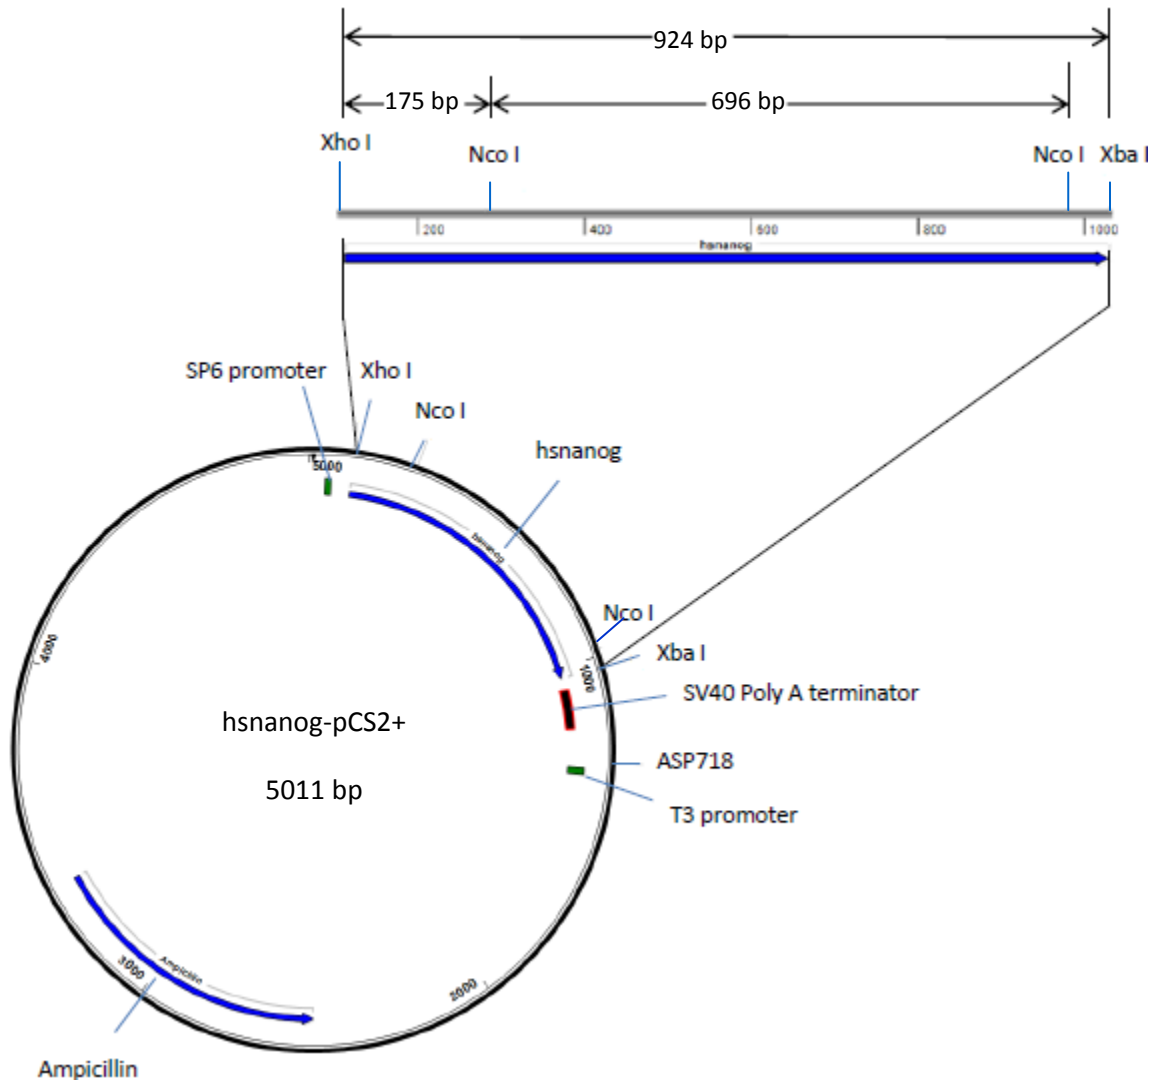 924 bp
175 bp
696 bp
Xho I
Nco I
Nco I
Xba I
200
400
600
800
1000
hsnanog
SP6 promoter
Xho I
Nco I
hsnanog
5000
hsnanog
Nco I
1000
Xba I
SV40 Poly A terminator
4000
hsnanog-pCS2+
ASP718
5011 bp
T3 promoter
Ampicillin
3000
2000
Ampicillin